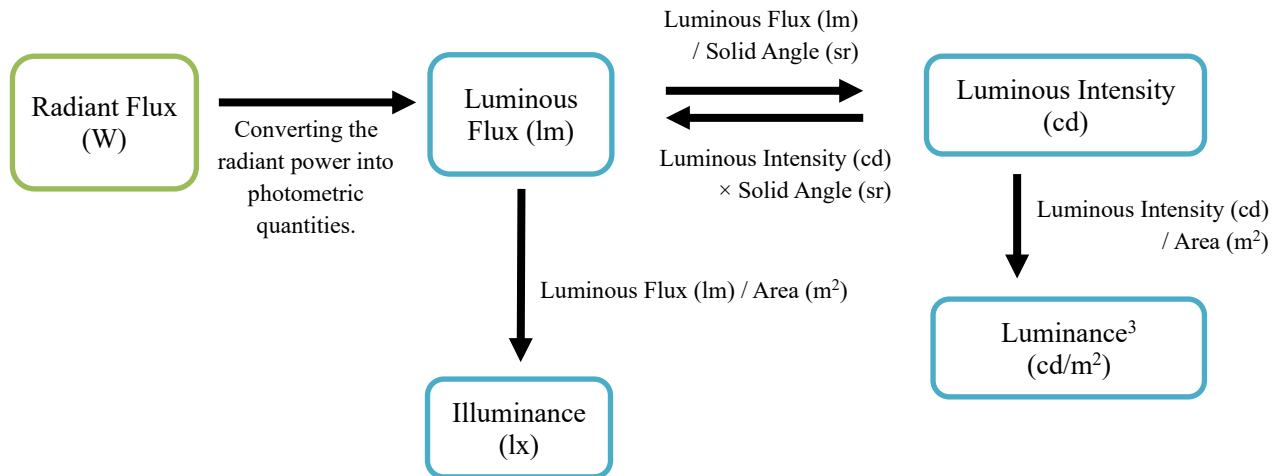 Luminous Flux (lm)
/ Solid Angle (sr)
Radiant Flux
(W)
Converting the
radiant power into
photometric
quantities.
Luminous
Flux (lm)
Luminous Intensity
(cd)
Luminous Intensity (cd)
× Solid Angle (sr)
Luminous Intensity (cd)
/ Area (m²)
Luminous Flux (lm) / Area (m²)
Luminance³
(cd/m²)
Illuminance
(lx)